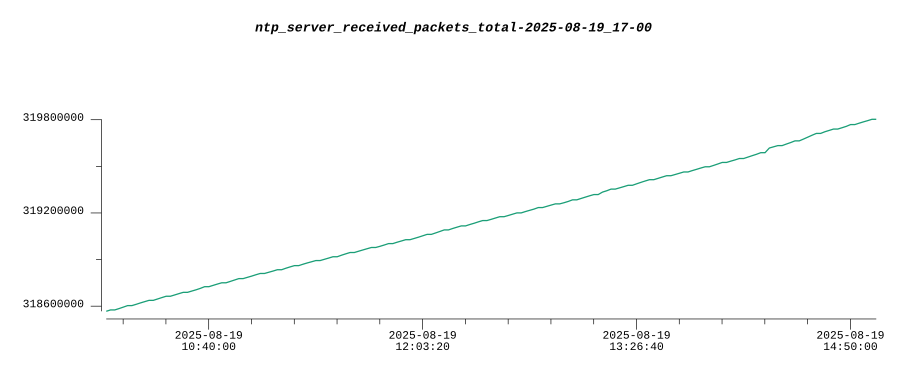 ntp_server_received_packets_total-2025-08-19_17-00
319800000
319200000
318600000
2025-08-19 2025-08-19 2025-08-19 2025-08-19
10:40:00 12:03:20 13:26:40 14:50:00